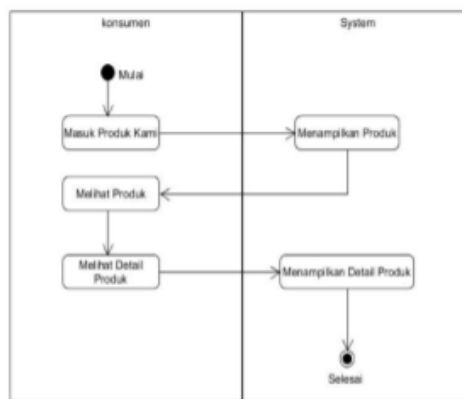 konsumen
System
Mulai
Masuk Produk Kami
Menampilkan Produk
Melihat Produk
Melihat Detail
Produk
Menampilkan Detail Produk
Selesai